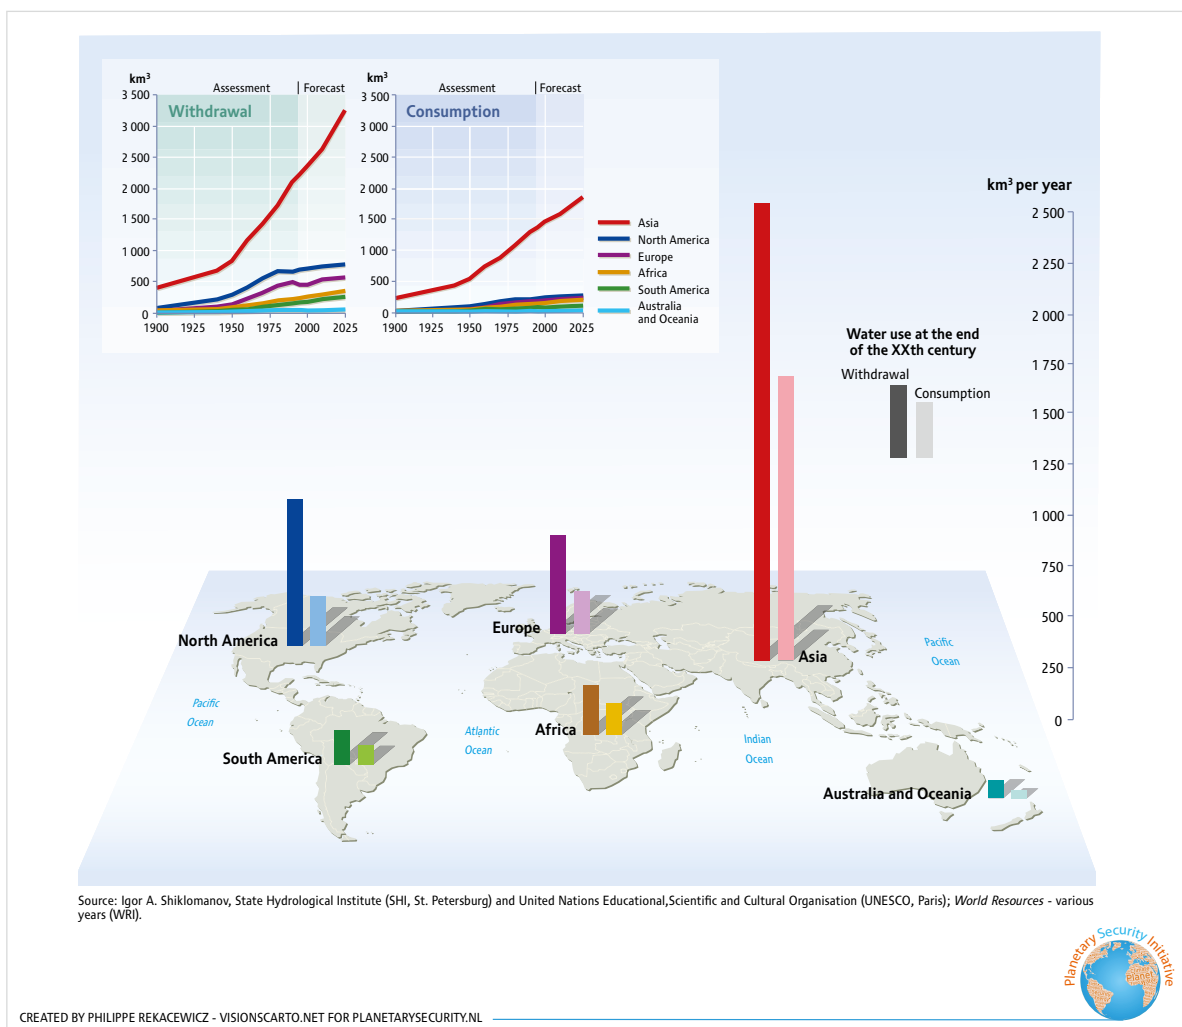 km³
Assessment
Forecast
3 500
Withdrawal
3 000
2 500
2 000
1 500
1 000
500
0
1900 1925 1950 1975 2000 2025
km³
Assessment
Forecast
3 500
Consumption
3 000
2 500
2 000
1 500
1 000
500
0
1900 1925 1950 1975 2000 2025
Asia
North America
Europe
Africa
South America
Australia
and Oceania
km³ per year
2 500
2 250
2 000
1 750
1 500
1 250
1 000
750
500
250
0
Water use at the end
of the XXth century
Withdrawal
Consumption
North America
Europe
Asia
Pacific
Ocean
Pacific
Ocean
Atlantic
Ocean
Africa
Indian
Ocean
South America
Australia and Oceania
Source: Igor A. Shiklomanov, State Hydrological Institute (SHI, St. Petersburg) and United Nations Educational,Scientific and Cultural Organisation (UNESCO, Paris); World Resources - various
years (WRI).
Planetary Security Initiative
CREATED BY PHILIPPE REKACEWICZ - VISIONSCARTO.NET FOR PLANETARYSECURITY.NL